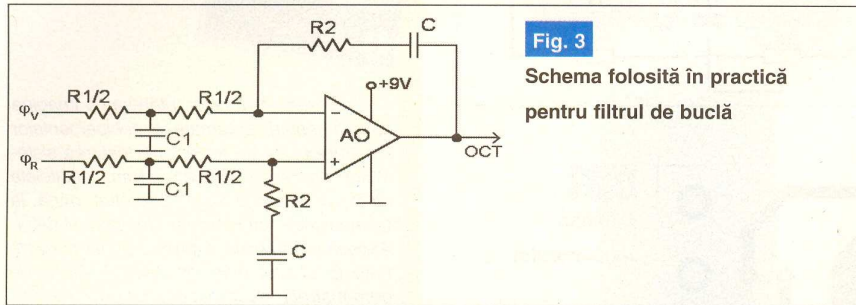 R2
C
Fig. 3
+9V
Schema folosită în practică
pentru filtrul de buclă
φV
R1/2
R1/2
−
AO
C1
φR
+
OCT
R1/2
C1
R1/2
R2
C